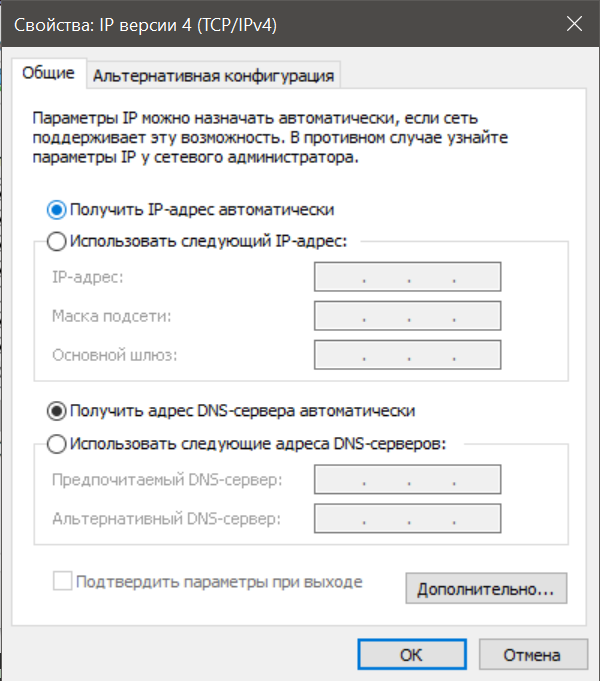 Свойства: IP версии 4 (TCP/IPv4)
Общие
Альтернативная конфигурация
Параметры IP можно назначать автоматически, если сеть
поддерживает эту возможность. В противном случае узнайте
параметры IP у сетевого администратора.
Получить IP-адрес автоматически
Использовать следующий IP-адрес:
IP-адрес:
Маска подсети:
Основной шлюз:
Получить адрес DNS-сервера автоматически
Использовать следующие адреса DNS-серверов:
Предпочитаемый DNS-сервер:
Альтернативный DNS-сервер:
Подтвердить параметры при выходе
Дополнительно...
ОК
Отмена